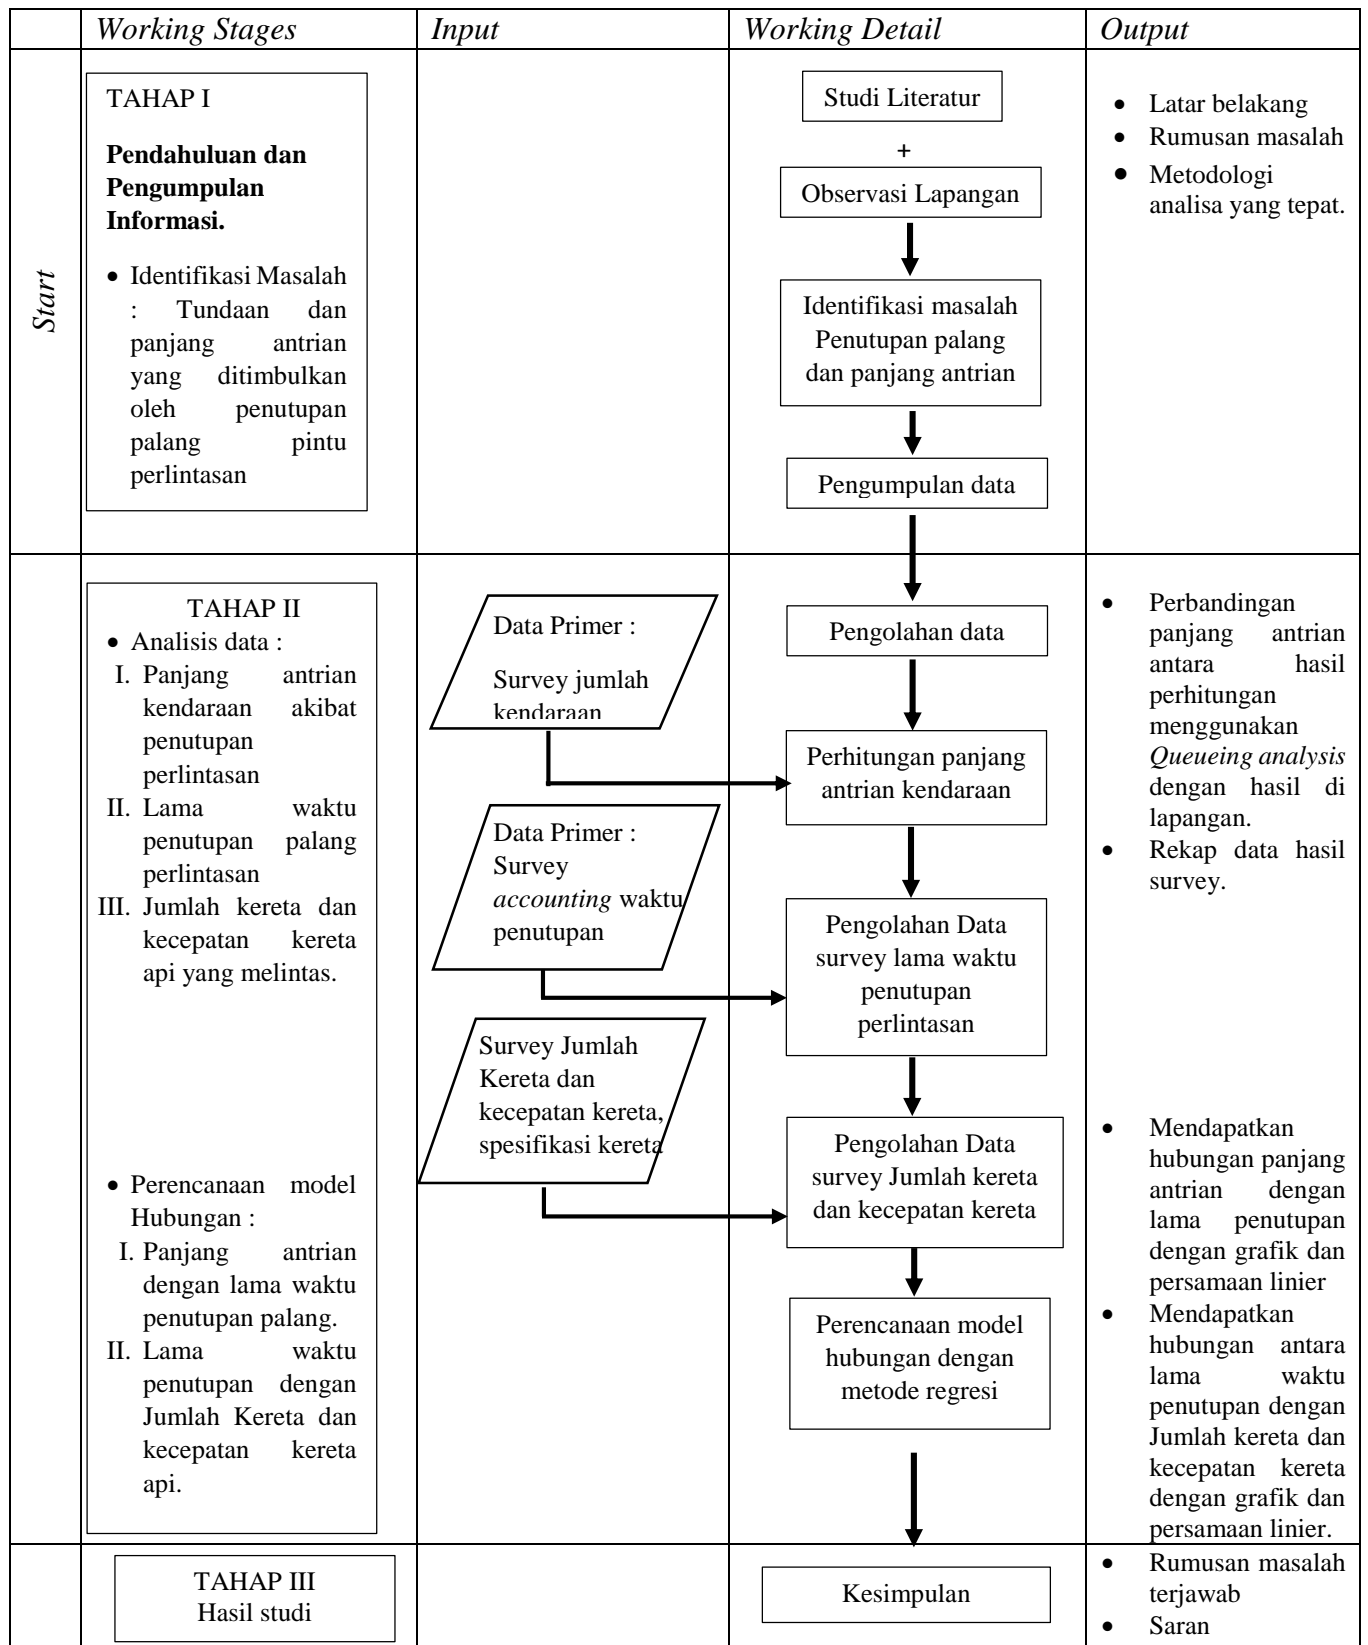 Working Stages
Input
Working Detail
Output
Start
TAHAP I
Pendahuluan dan
Pengumpulan
Informasi.
• Identifikasi Masalah
: Tundaan dan
panjang antrian
yang ditimbulkan
oleh penutupan
palang pintu
perlintasan
Studi Literatur
+
Observasi Lapangan
Identifikasi masalah
Penutupan palang
dan panjang antrian
Pengumpulan data
• Latar belakang
• Rumusan masalah
• Metodologi
analisa yang tepat.
TAHAP II
• Analisis data :
I. Panjang antrian
kendaraan akibat
penutupan
perlintasan
II. Lama waktu
penutupan palang
perlintasan
III. Jumlah kereta dan
kecepatan kereta
api yang melintas.
• Perencanaan model
Hubungan :
I. Panjang antrian
dengan lama waktu
penutupan palang.
II. Lama waktu
penutupan dengan
Jumlah Kereta dan
kecepatan kereta
api.
Data Primer :
Survey jumlah
kendaraan
Data Primer :
Survey
accounting waktu
penutupan
Survey Jumlah
Kereta dan
kecepatan kereta,
spesifikasi kereta
Pengolahan data
Perhitungan panjang
antrian kendaraan
Pengolahan Data
survey lama waktu
penutupan
perlintasan
Pengolahan Data
survey Jumlah kereta
dan kecepatan kereta
Perencanaan model
hubungan dengan
metode regresi
• Perbandingan
panjang antrian
antara hasil
perhitungan
menggunakan
Queueing analysis
dengan hasil di
lapangan.
• Rekap data hasil
survey.
• Mendapatkan
hubungan panjang
antrian dengan
lama penutupan
dengan grafik dan
persamaan linier
• Mendapatkan
hubungan antara
lama waktu
penutupan dengan
Jumlah kereta dan
kecepatan kereta
dengan grafik dan
persamaan linier.
TAHAP III
Hasil studi
Kesimpulan
• Rumusan masalah
terjawab
• Saran